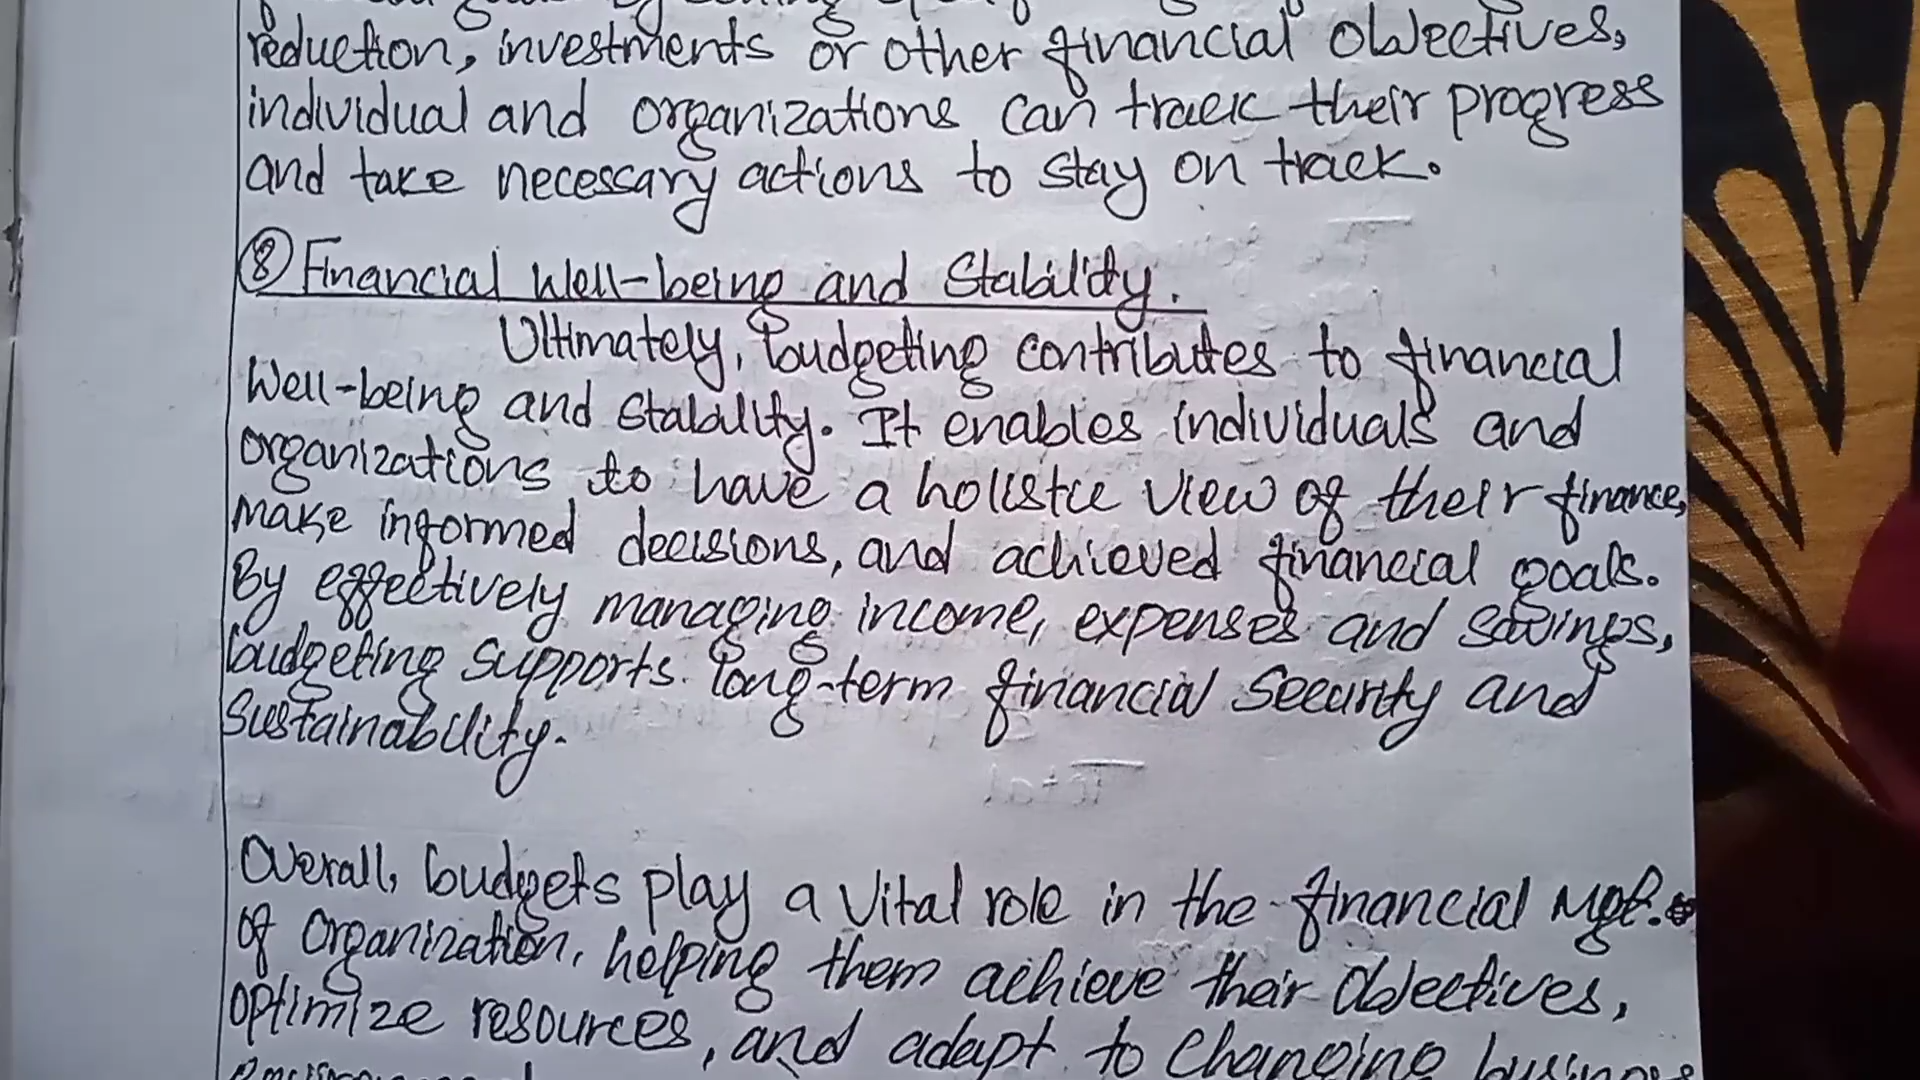 reduction, investments or other financial objectives,
individual and organizations can track their progress
and take necessary actions to stay on track.
⑧ Financial Well-being and Stability.
Ultimately, budgeting contributes to financial
Well-being and stability. It enables individuals and
organizations to have a holistic view of their finance,
make informed decisions, and achieved financial goals.
By effectively managing income, expenses and savings,
budgeting supports long-term financial Security and
Sustainability.
Overall, budgets play a vital role in the financial Mgt.
of Organization, helping them achieve their Objectives,
optimize resources, and adapt to changing business